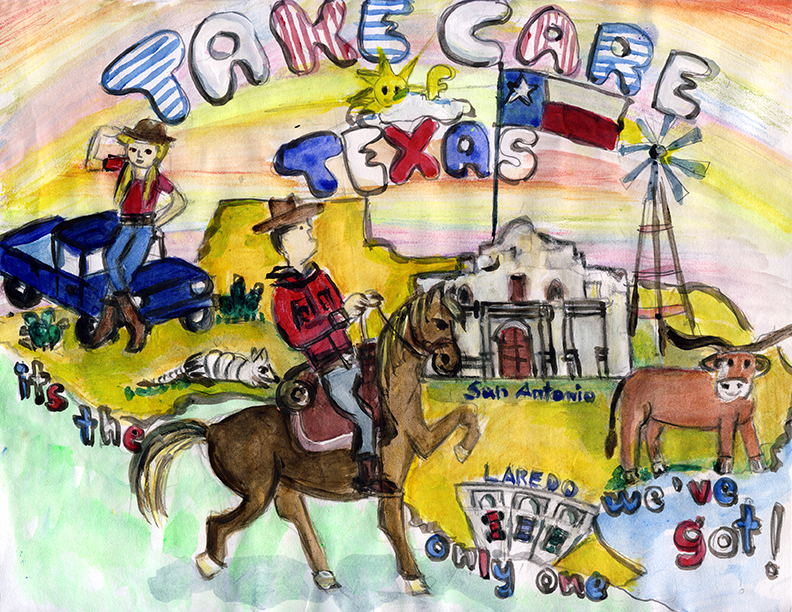 TAKE CARE
OF
TEXAS
San Antonio
LAREDO
it's the
only one
we've
got!